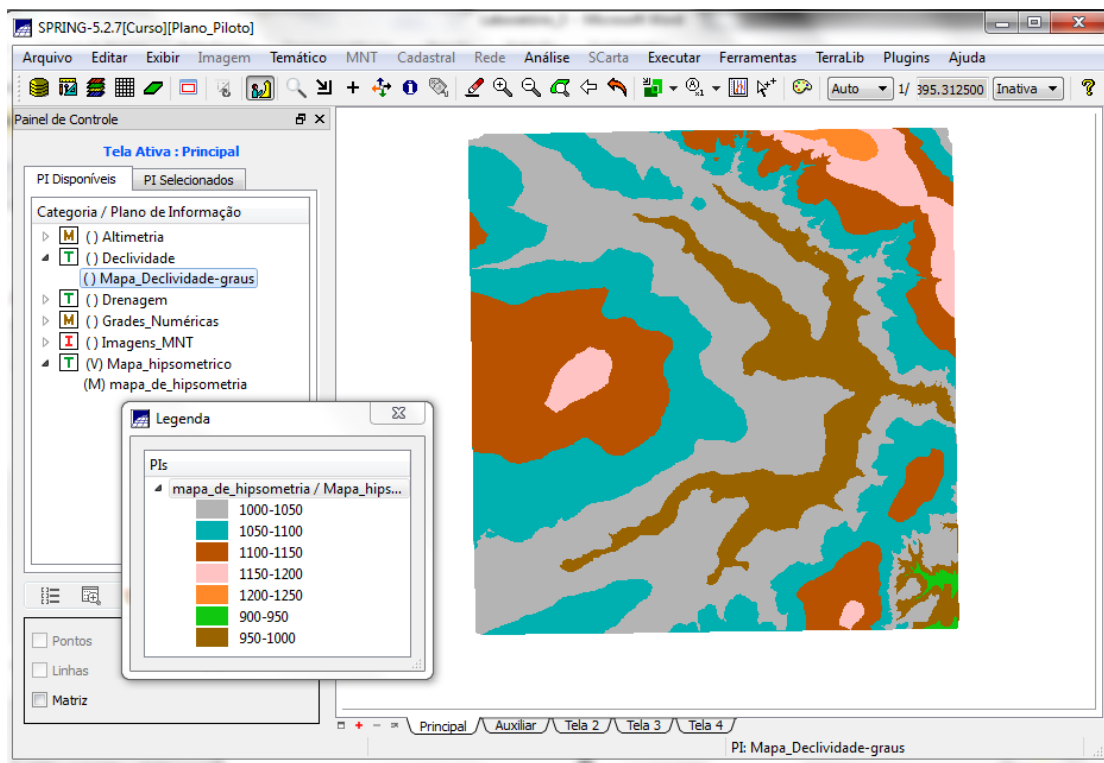 Laboratório_5 - Microsoft Word
SPRING-5.2.7[Curso][Plano_Piloto]
Arquivo Editar Exibir Imagem Temático MNT Cadastral Rede Análise SCarta Executar Ferramentas TerraLib Plugins Ajuda
Auto 1/ 395.312500 Inativa
Painel de Controle
Tela Ativa : Principal
PI Disponíveis PI Selecionados
Categoria / Plano de Informação
M ( ) Altimetria
T ( ) Declividade
( ) Mapa_Declividade-graus
T ( ) Drenagem
M ( ) Grades_Numéricas
I ( ) Imagens_MNT
T (V) Mapa_hipsometrico
(M) mapa_de_hipsometria
Legenda
PIs
mapa_de_hipsometria / Mapa_hips...
1000-1050
1050-1100
1100-1150
1150-1200
1200-1250
900-950
950-1000
Pontos
Linhas
Matriz
Principal Auxiliar Tela 2 Tela 3 Tela 4
PI: Mapa_Declividade-graus